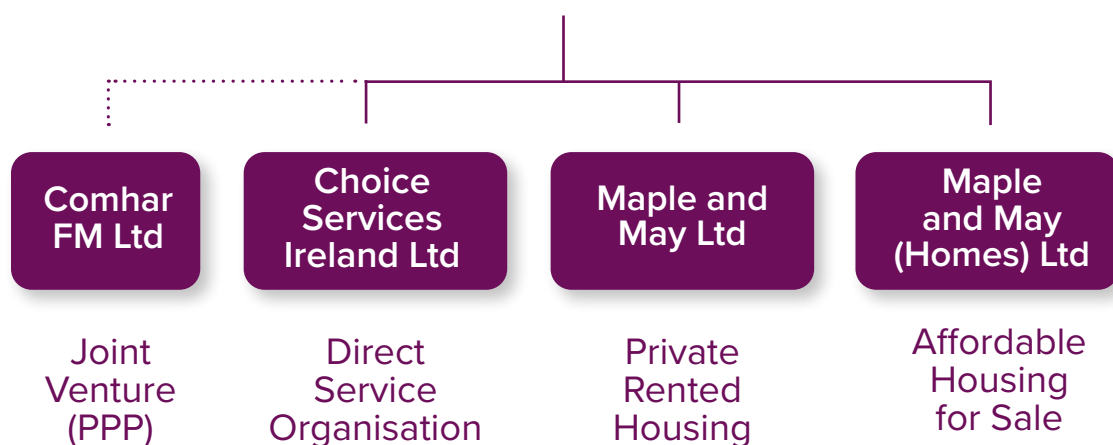 Comhar
FM Ltd
Choice
Services
Ireland Ltd
Maple and
May Ltd
Maple
and May
(Homes) Ltd
Joint
Venture
(PPP)
Direct
Service
Organisation
Private
Rented
Housing
Affordable
Housing
for Sale